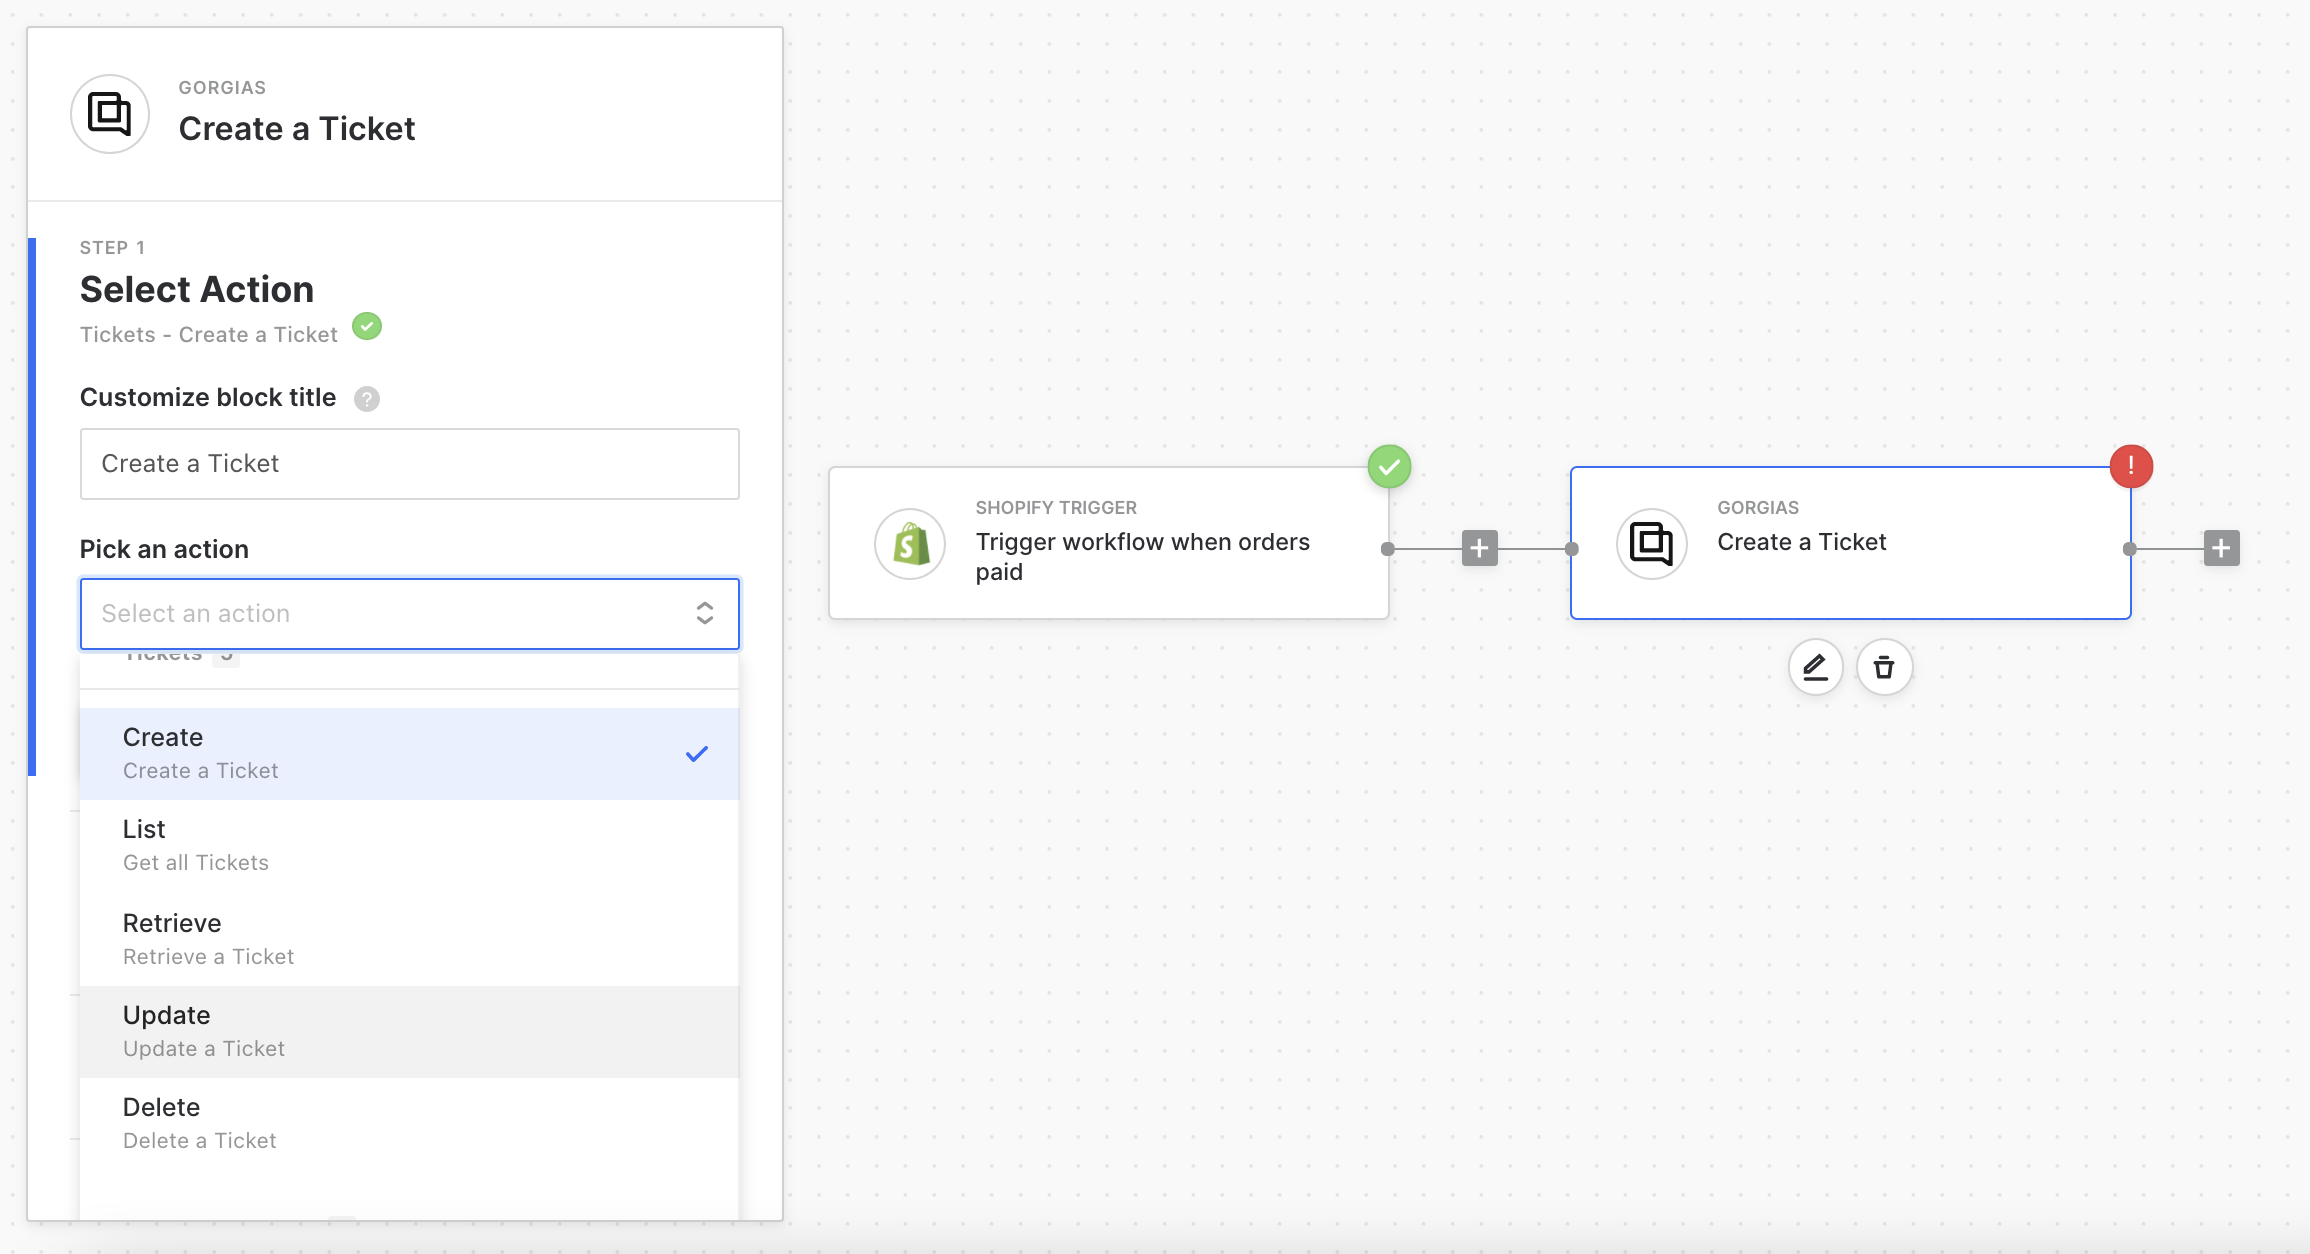 GORGIAS
Create a Ticket
STEP 1
Select Action
Tickets - Create a Ticket
Customize block title ?
Create a Ticket
Pick an action
Select an action
Tickets 5
Create
Create a Ticket
List
Get all Tickets
Retrieve
Retrieve a Ticket
Update
Update a Ticket
Delete
Delete a Ticket
SHOPIFY TRIGGER
Trigger workflow when orders
paid
GORGIAS
Create a Ticket